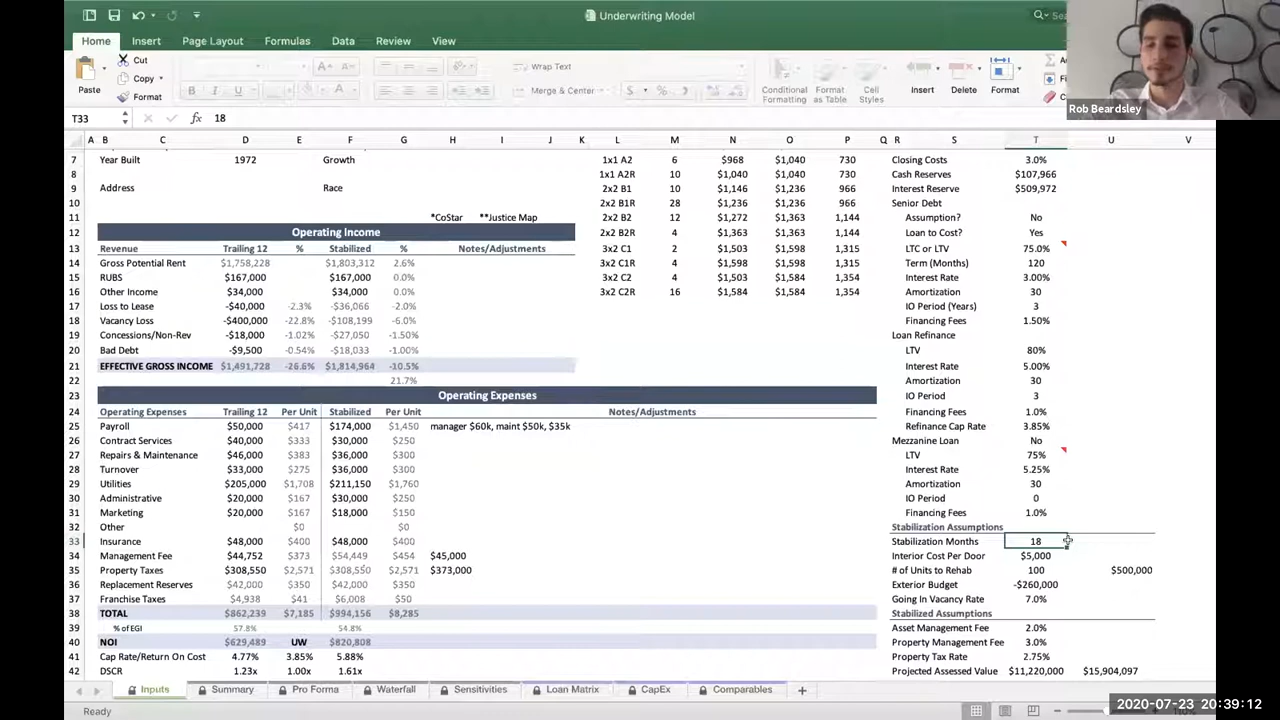 Underwriting Model
Home Insert Page Layout Formulas Data Review View
Paste Cut Copy Format
B I U A A Wrap Text Merge & Center $ % Conditional Formatting Format as Table Cell Styles Insert Delete Format
Rob Beardsley
T33 fx 18
A B C D E F G H I J K L M N O P Q R S T U V
7 Year Built 1972 Growth 1x1 A2 6 $968 $1,040 730 Closing Costs 3.0%
8 1x1 A2R 10 $1,040 $1,040 730 Cash Reserves $107,966
9 Address Race 2x2 B1 10 $1,146 $1,236 966 Interest Reserve $509,972
10 2x2 B1R 28 $1,236 $1,236 966 Senior Debt
11 *CoStar **Justice Map 2x2 B2 12 $1,272 $1,363 1,144 Assumption? No
12 Operating Income 2x2 B2R 4 $1,363 $1,363 1,144 Loan to Cost? Yes
13 Revenue Trailing 12 % Stabilized % Notes/Adjustments 3x2 C1 2 $1,503 $1,598 1,315 LTC or LTV 75.0%
14 Gross Potential Rent $1,758,228 $1,803,312 2.6% 3x2 C1R 4 $1,598 $1,598 1,315 Term (Months) 120
15 RUBS $167,000 $167,000 0.0% 3x2 C2 4 $1,503 $1,584 1,354 Interest Rate 3.00%
16 Other Income $34,000 $34,000 0.0% 3x2 C2R 16 $1,584 $1,584 1,354 Amortization 30
17 Loss to Lease -$40,000 -2.3% -$36,066 -2.0% IO Period (Years) 3
18 Vacancy Loss -$400,000 -22.8% -$108,199 -6.0% Financing Fees 1.50%
19 Concessions/Non-Rev -$18,000 -1.02% -$27,050 -1.50% Loan Refinance
20 Bad Debt -$9,500 -0.54% -$18,033 -1.00% LTV 80%
21 EFFECTIVE GROSS INCOME $1,491,728 -26.6% $1,814,964 -10.5% Interest Rate 5.00%
22 21.7% Amortization 30
23 Operating Expenses IO Period 3
24 Operating Expenses Trailing 12 Per Unit Stabilized Per Unit Notes/Adjustments Financing Fees 1.0%
25 Payroll $50,000 $417 $174,000 $1,450 manager $60k, maint $50k, $35k Refinance Cap Rate 3.85%
26 Contract Services $40,000 $333 $30,000 $250 Mezzanine Loan No
27 Repairs & Maintenance $46,000 $383 $36,000 $300 LTV 75%
28 Turnover $33,000 $275 $36,000 $300 Interest Rate 5.25%
29 Utilities $205,000 $1,708 $211,150 $1,760 Amortization 30
30 Administrative $20,000 $167 $30,000 $250 IO Period 0
31 Marketing $20,000 $167 $18,000 $150 Financing Fees 1.0%
32 Other $0 $0 Stabilization Assumptions
33 Insurance $48,000 $400 $48,000 $400 Stabilization Months 18
34 Management Fee $44,752 $373 $54,449 $454 $45,000 Interior Cost Per Door $5,000
35 Property Taxes $308,550 $2,571 $308,550 $2,571 $373,000 # of Units to Rehab 100 $500,000
36 Replacement Reserves $42,000 $350 $42,000 $350 Exterior Budget -$260,000
37 Franchise Taxes $4,938 $41 $6,008 $50 Going In Vacancy Rate 7.0%
38 TOTAL $862,239 $7,185 $994,156 $8,285 Stabilized Assumptions
39 % of EGI 57.8% 54.8% Asset Management Fee 2.0%
40 NOI $629,489 UW $820,808 Property Management Fee 3.0%
41 Cap Rate/Return On Cost 4.77% 3.85% 5.88% Property Tax Rate 2.75%
42 DSCR 1.23x 1.00x 1.61x Projected Assessed Value $11,220,000 $15,904,097
Inputs Summary Pro Forma Waterfall Sensitivities Loan Matrix CapEx Comparables +
Ready
2020-07-23 20:39:12